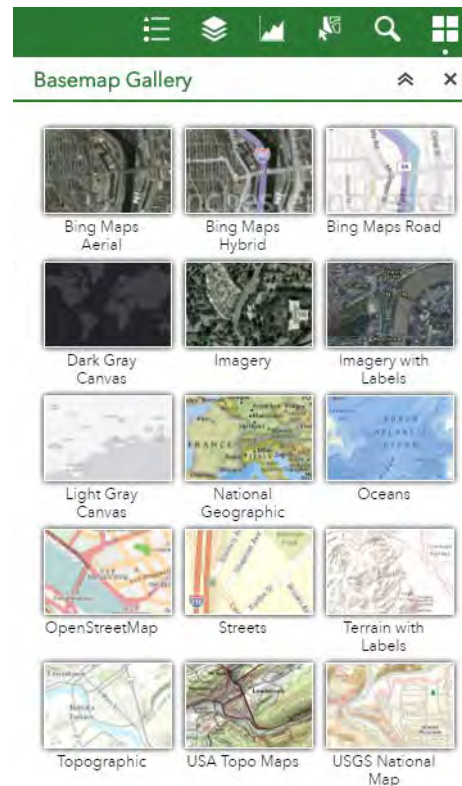 Basemap Gallery
Bing Maps
Aerial
Bing Maps
Hybrid
Bing Maps Road
Dark Gray
Canvas
Imagery
Imagery with
Labels
Light Gray
Canvas
FRANCE
National
Geographic
Oceans
OpenStreetMap
Streets
Terrain with
Labels
Topographic
USA Topo Maps
USGS National
Map